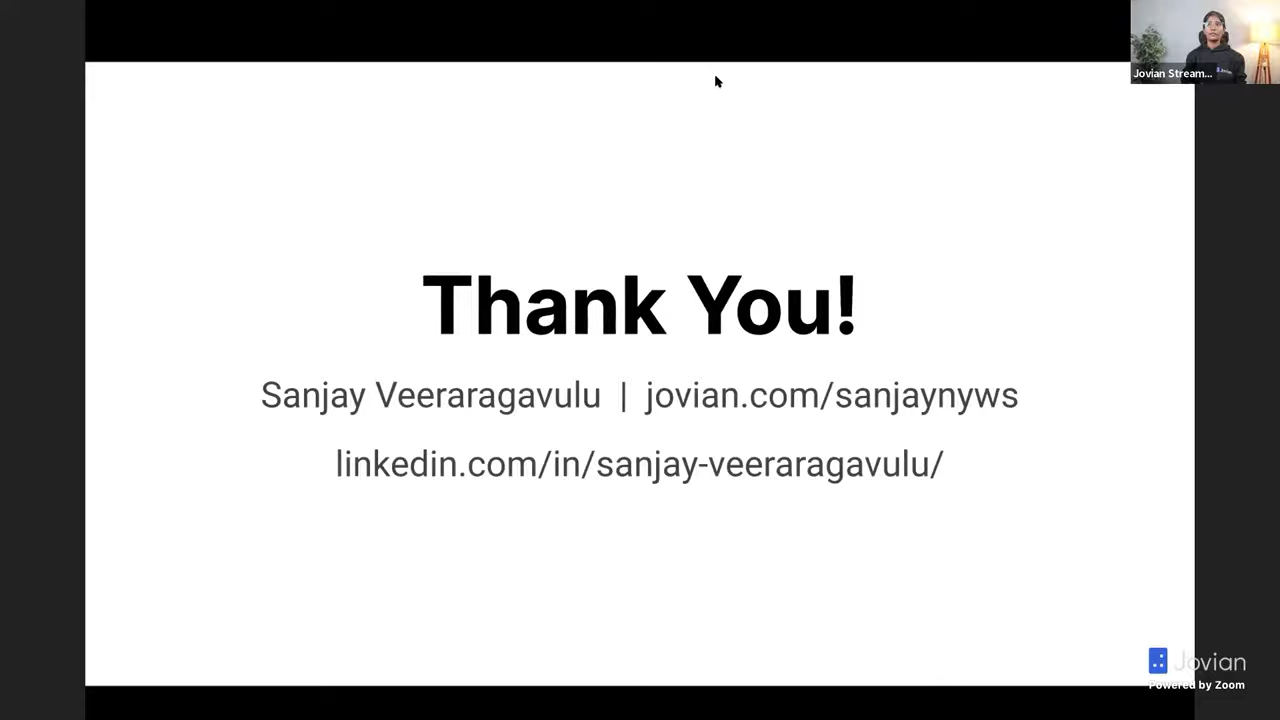 Jovian Stream...
Thank You!
Sanjay Veeraragavulu | jovian.com/sanjaynyws
linkedin.com/in/sanjay-veeraragavulu/
Jovian
Powered by Zoom